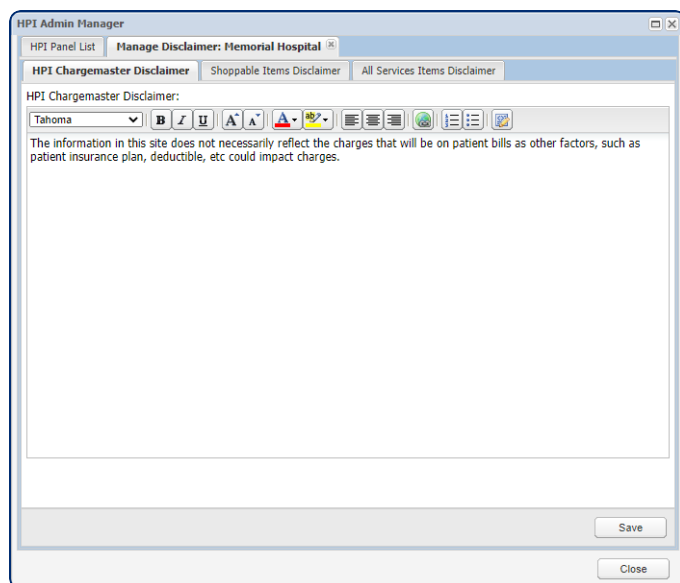 HPI Admin Manager
HPI Panel List Manage Disclaimer: Memorial Hospital
HPI Chargemaster Disclaimer Shoppable Items Disclaimer All Services Items Disclaimer
HPI Chargemaster Disclaimer:
Tahoma B I U A A A ab
The information in this site does not necessarily reflect the charges that will be on patient bills as other factors, such as
patient insurance plan, deductible, etc could impact charges.
Save
Close